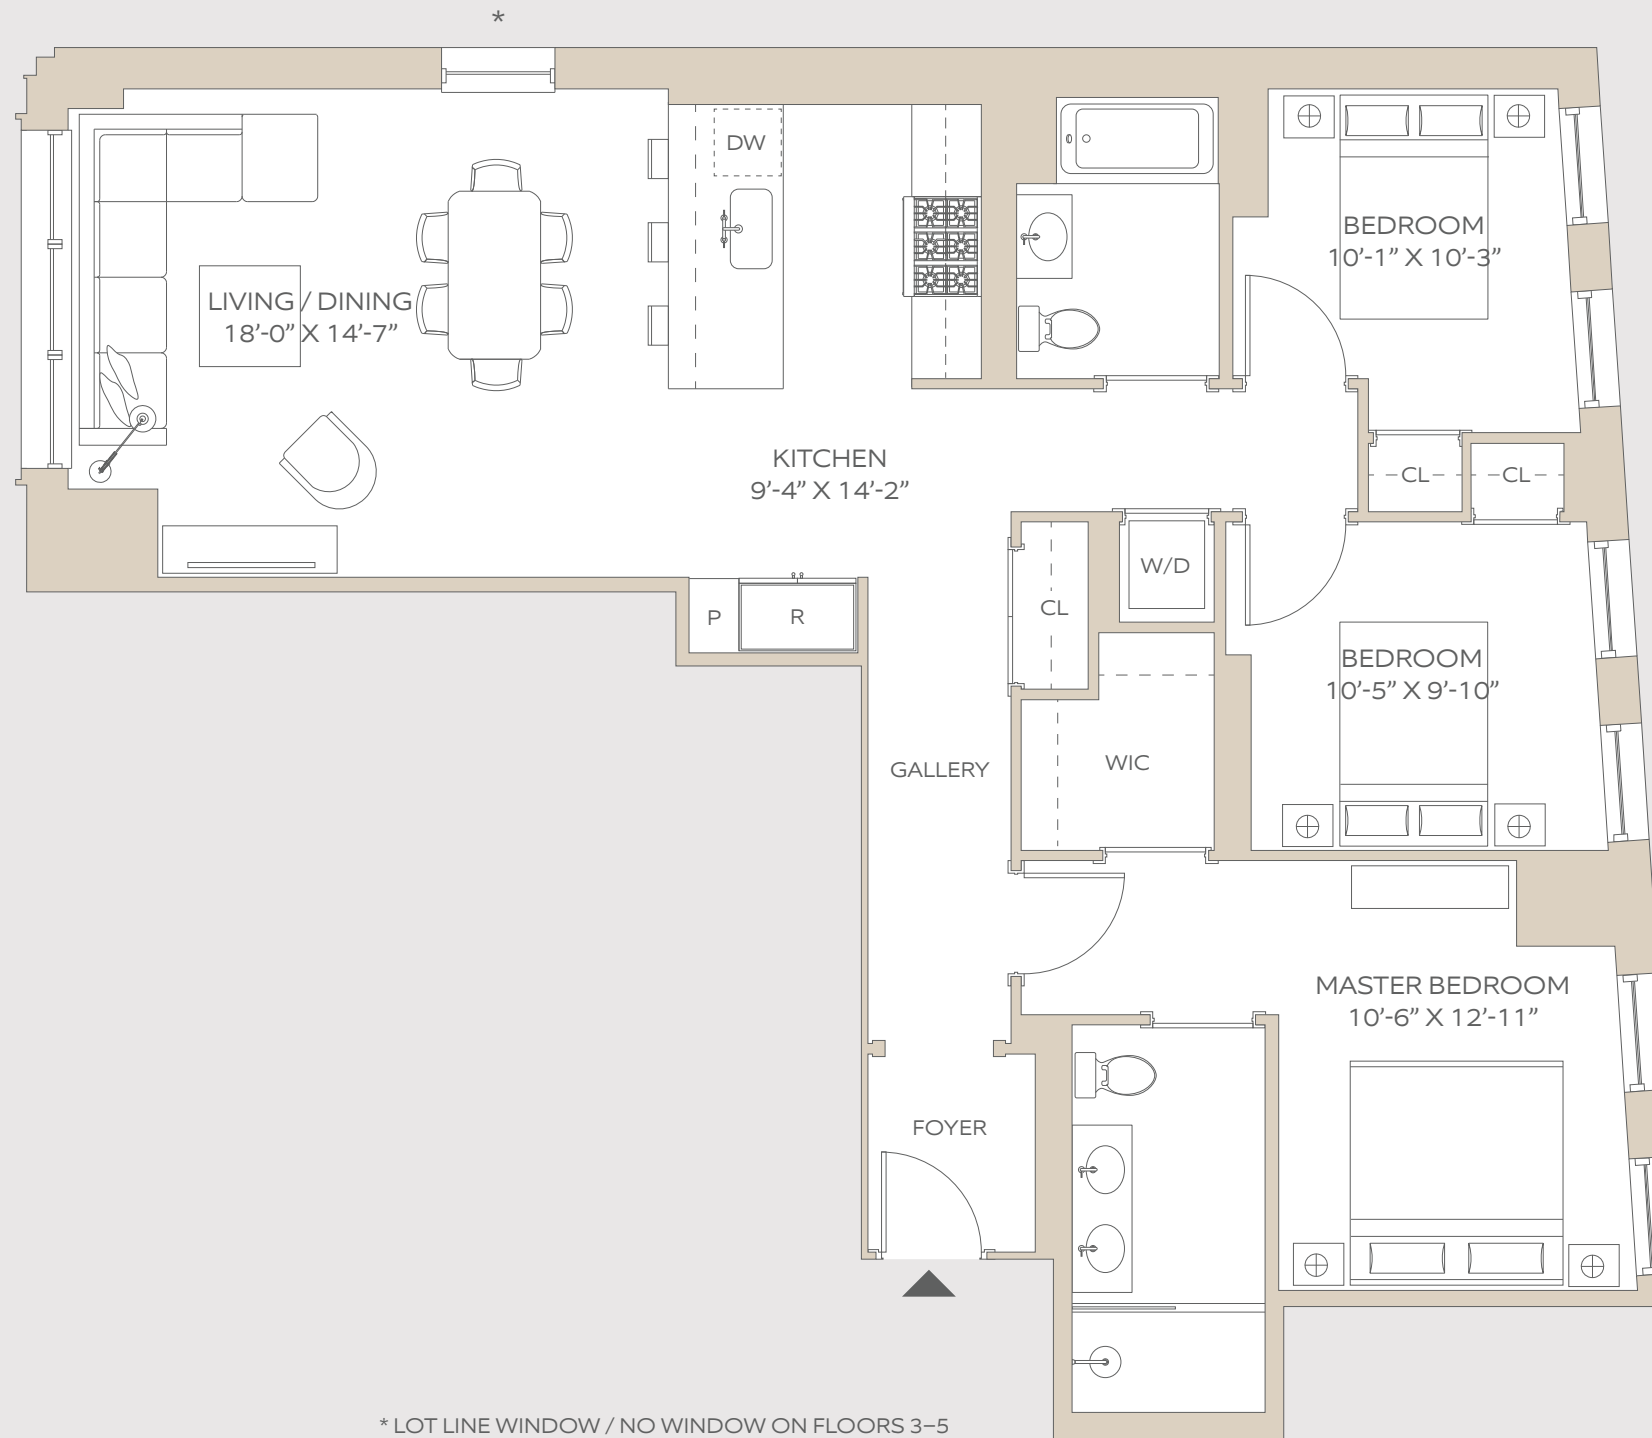 *
DW
BEDROOM
10’-1” X 10’-3”
LIVING / DINING
18’-0” X 14’-7”
KITCHEN
9’-4” X 14’-2”
CL
CL
W/D
CL
P
R
BEDROOM
10’-5” X 9’-10”
GALLERY
WIC
MASTER BEDROOM
10’-6” X 12’-11”
FOYER
* LOT LINE WINDOW / NO WINDOW ON FLOORS 3–5